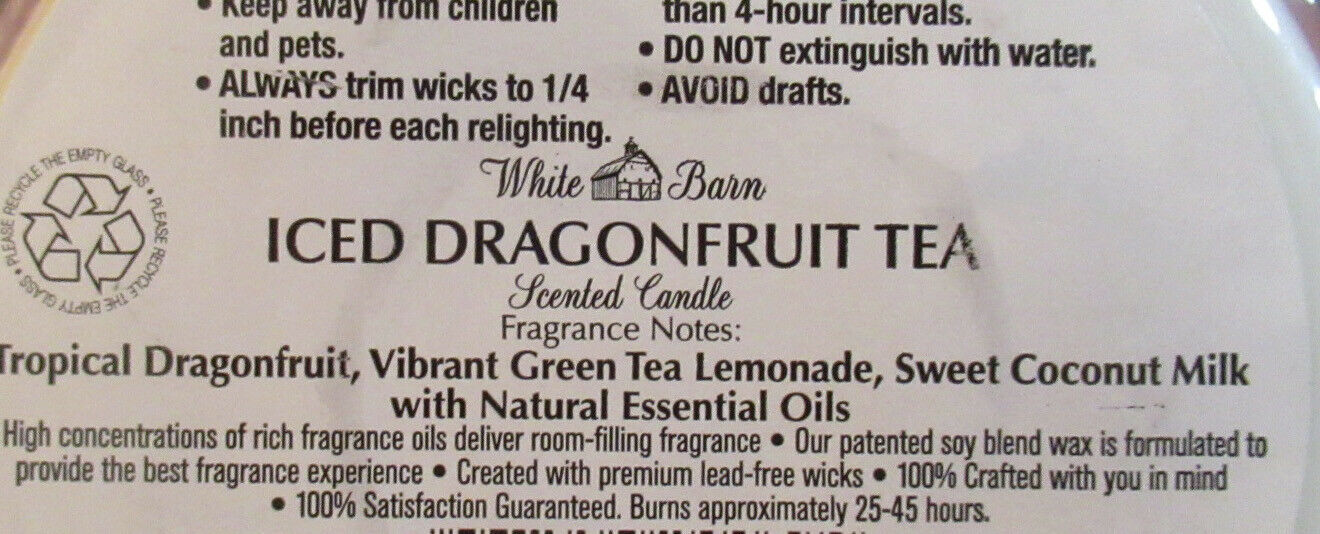 • Keep away from children
and pets.
• ALWAYS trim wicks to 1/4
inch before each relighting.
than 4-hour intervals.
• DO NOT extinguish with water.
• AVOID drafts.
PLEASE RECYCLE THE EMPTY GLASS • PLEASE RECYCLE THE EMPTY GLASS •
White Barn
ICED DRAGONFRUIT TEA
Scented Candle
Fragrance Notes:
Tropical Dragonfruit, Vibrant Green Tea Lemonade, Sweet Coconut Milk
with Natural Essential Oils
High concentrations of rich fragrance oils deliver room-filling fragrance • Our patented soy blend wax is formulated to
provide the best fragrance experience • Created with premium lead-free wicks • 100% Crafted with you in mind
• 100% Satisfaction Guaranteed. Burns approximately 25-45 hours.